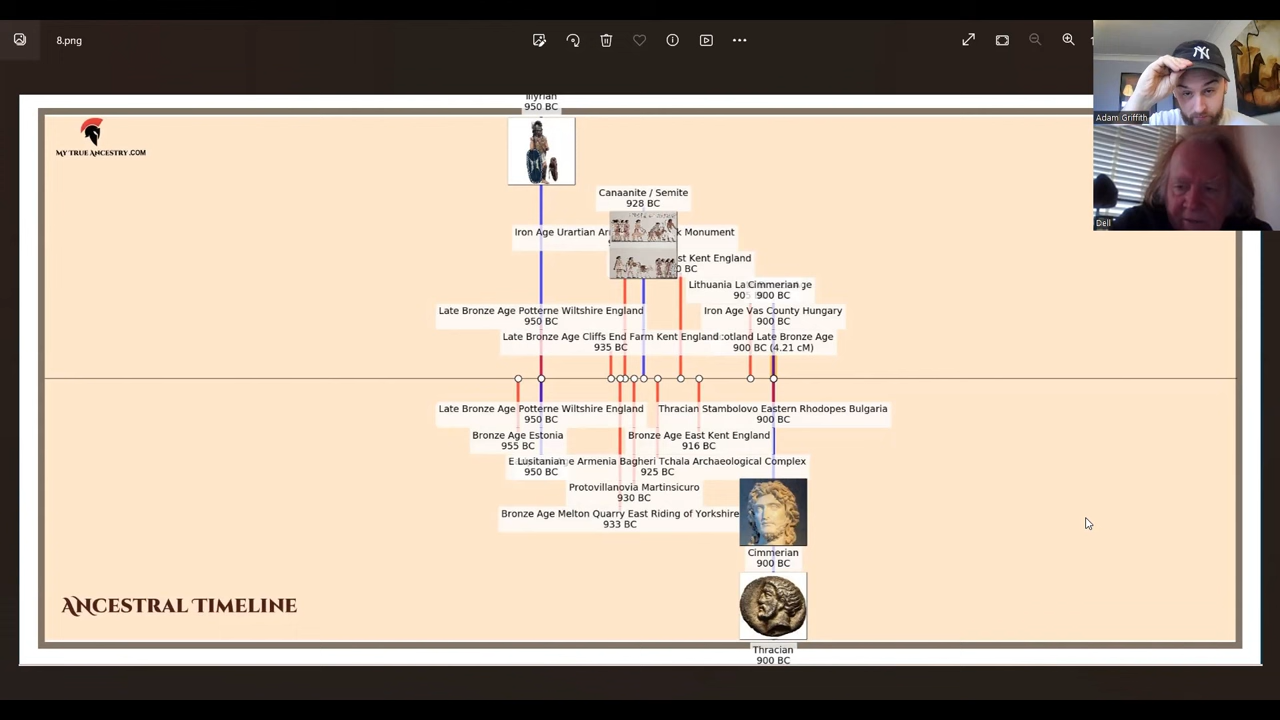 8.png
Adam Griffith
Dell
MY TRUE ANCESTRY.COM
Illyrian
950 BC
Canaanite / Semite
928 BC
Iron Age Urartian
Monument
st Kent England
BC
Lithuania
Cimmerian
900 BC
Late Bronze Age Potterne Wiltshire England
950 BC
Iron Age Vas County Hungary
900 BC
Late Bronze Age Cliffs End Farm Kent England
935 BC
cotland Late Bronze Age
900 BC (4.21 cM)
Late Bronze Age Potterne Wiltshire England
950 BC
Thracian Stambolovo Eastern Rhodopes Bulgaria
900 BC
Bronze Age Estonia
955 BC
Bronze Age East Kent England
916 BC
Lusitanian
950 BC
e Armenia Bagheri Tchala Archaeological Complex
925 BC
Protovillanovia Martinsicuro
930 BC
Bronze Age Melton Quarry East Riding of Yorkshire
933 BC
Cimmerian
900 BC
Thracian
900 BC
ANCESTRAL TIMELINE